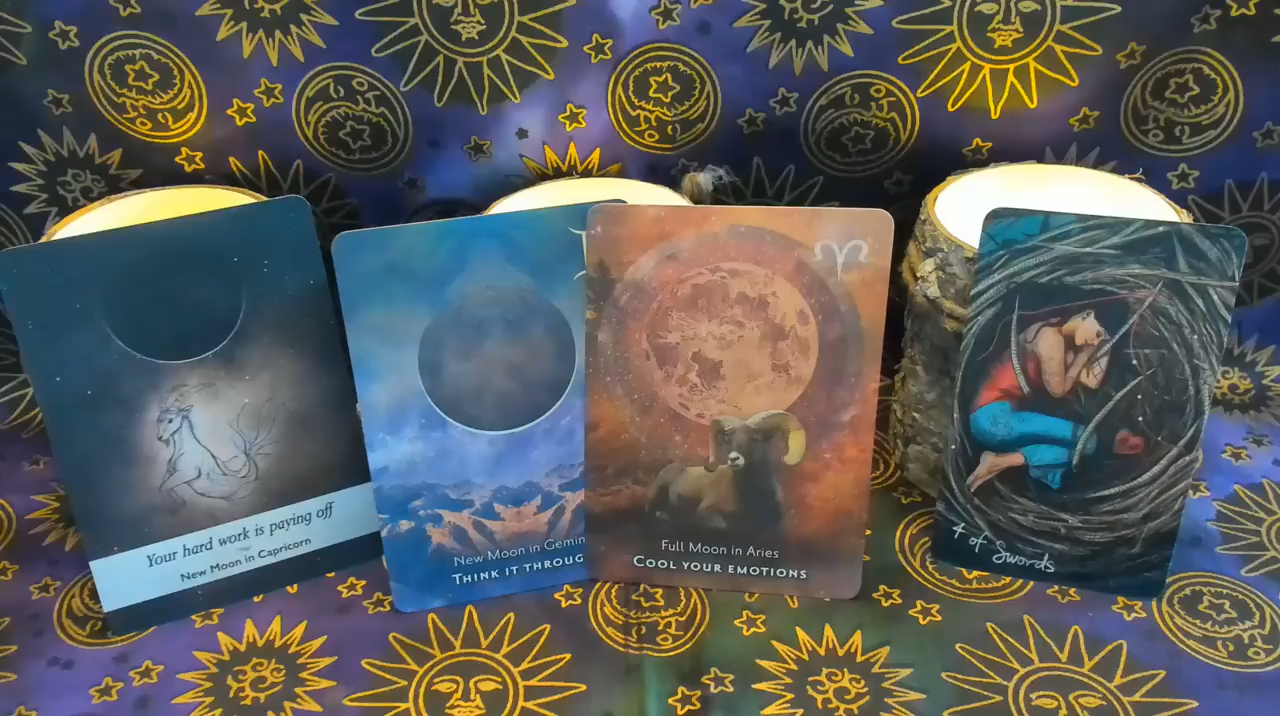 Your hard work is paying off
New Moon in Capricorn
New Moon in Gemin
THINK IT THROUG
Full Moon in Aries
COOL YOUR EMOTIONS
4 of Swords